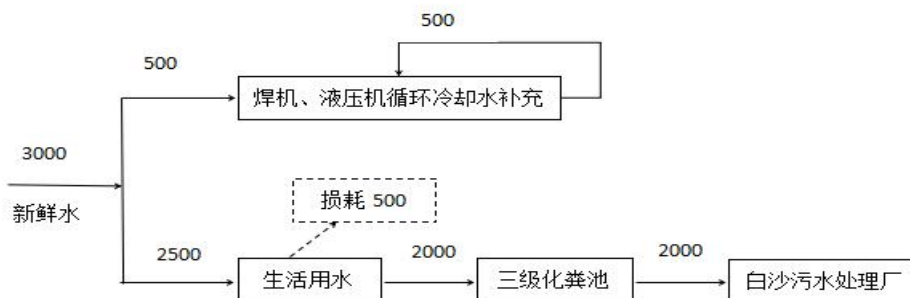 500
500
焊机、液压机循环冷却水补充
3000
新鲜水
损耗 500
2500
2000
2000
生活用水
三级化粪池
白沙污水处理厂